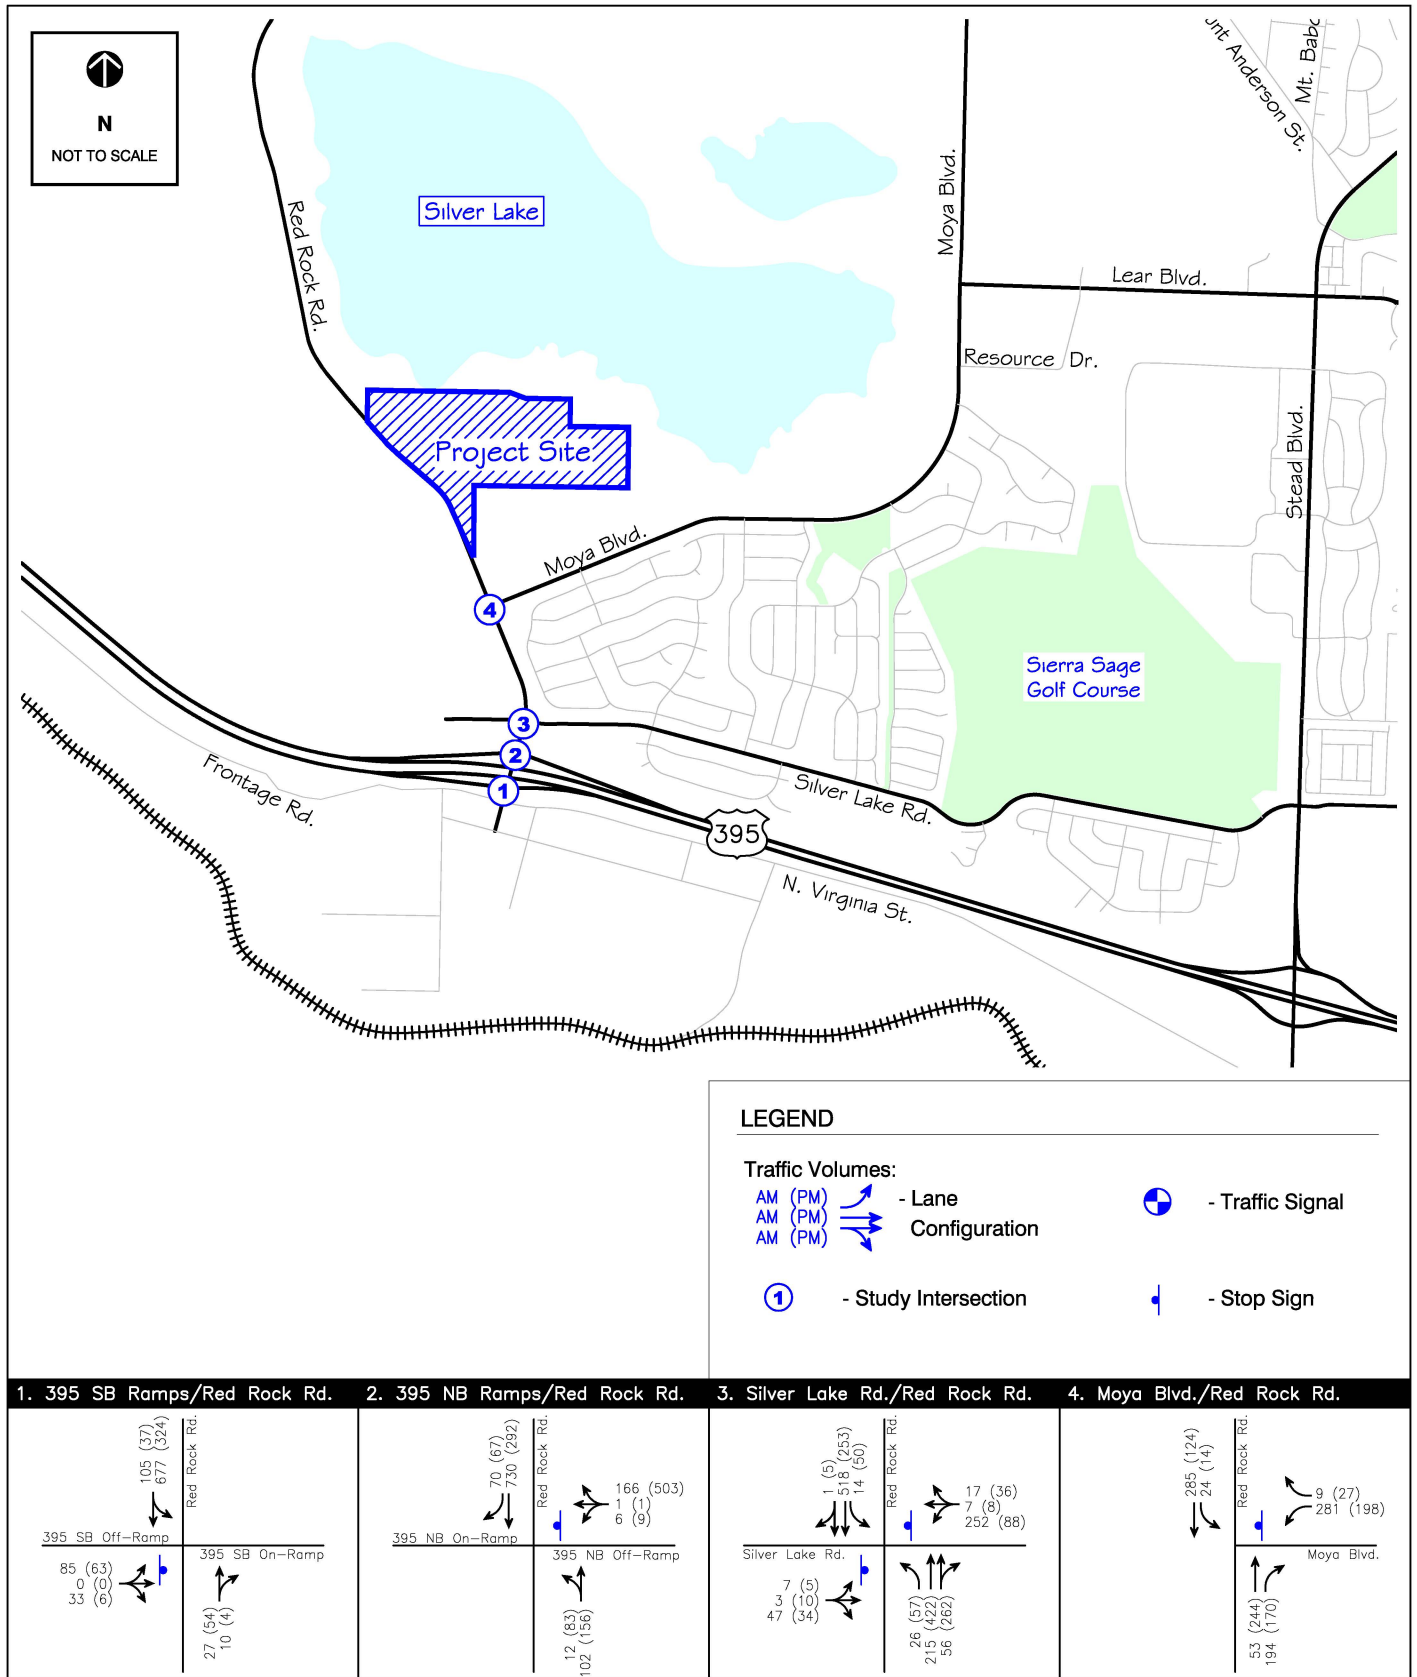 N
NOT TO SCALE
Silver Lake
Red Rock Rd.
Moya Blvd.
Anderson St.
Lear Blvd.
Resource Dr.
Project Site
Stead Blvd.
Moya Blvd.
4
Sierra Sage
Golf Course
3
2
1
Frontage Rd.
Silver Lake Rd.
395
N. Virginia St.
LEGEND
Traffic Volumes:
AM (PM)
AM (PM)
AM (PM)
- Lane
Configuration
- Traffic Signal
1 - Study Intersection
- Stop Sign
1. 395 SB Ramps/Red Rock Rd.
105 (37)
677 (324)
Red Rock Rd.
395 SB Off-Ramp
395 SB On-Ramp
85 (63)
0 (0)
33 (6)
27 (54)
10 (4)
2. 395 NB Ramps/Red Rock Rd.
70 (67)
730 (292)
Red Rock Rd.
166 (503)
1 (1)
6 (9)
395 NB On-Ramp
395 NB Off-Ramp
12 (83)
102 (156)
3. Silver Lake Rd./Red Rock Rd.
1 (5)
518 (253)
14 (50)
Red Rock Rd.
17 (36)
7 (8)
252 (88)
Silver Lake Rd.
7 (5)
3 (10)
47 (34)
26 (57)
215 (422)
56 (262)
4. Moya Blvd./Red Rock Rd.
285 (124)
24 (14)
Red Rock Rd.
9 (27)
281 (198)
Moya Blvd.
53 (244)
194 (170)